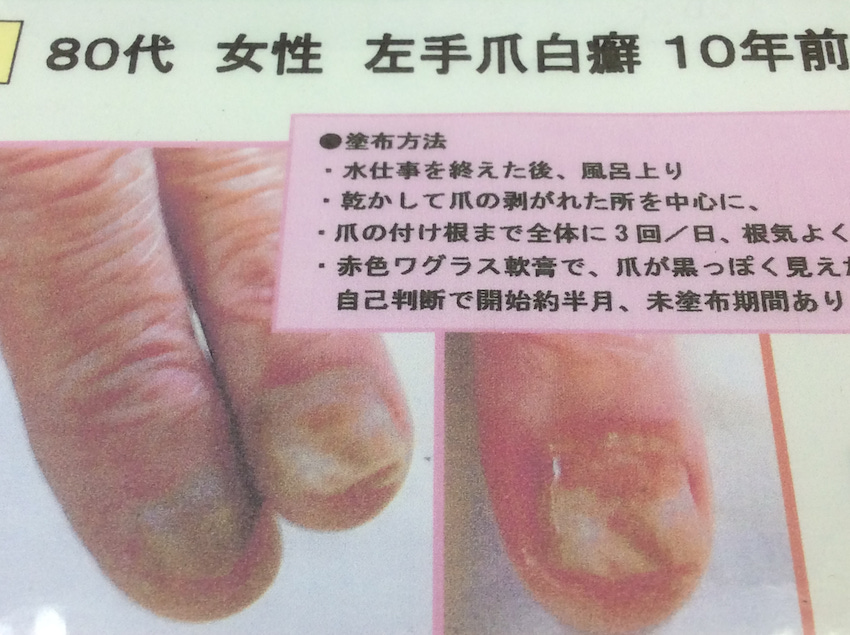 80代 女性 左手爪白癬 10年前
●塗布方法
・水仕事を終えた後、風呂上り
・乾かして爪の剥がれた所を中心に、
・爪の付け根まで全体に3回／日、根気よく
・赤色ワグラス軟膏で、爪が黒っぽく見えた
自己判断で開始約半月、未塗布期間あり